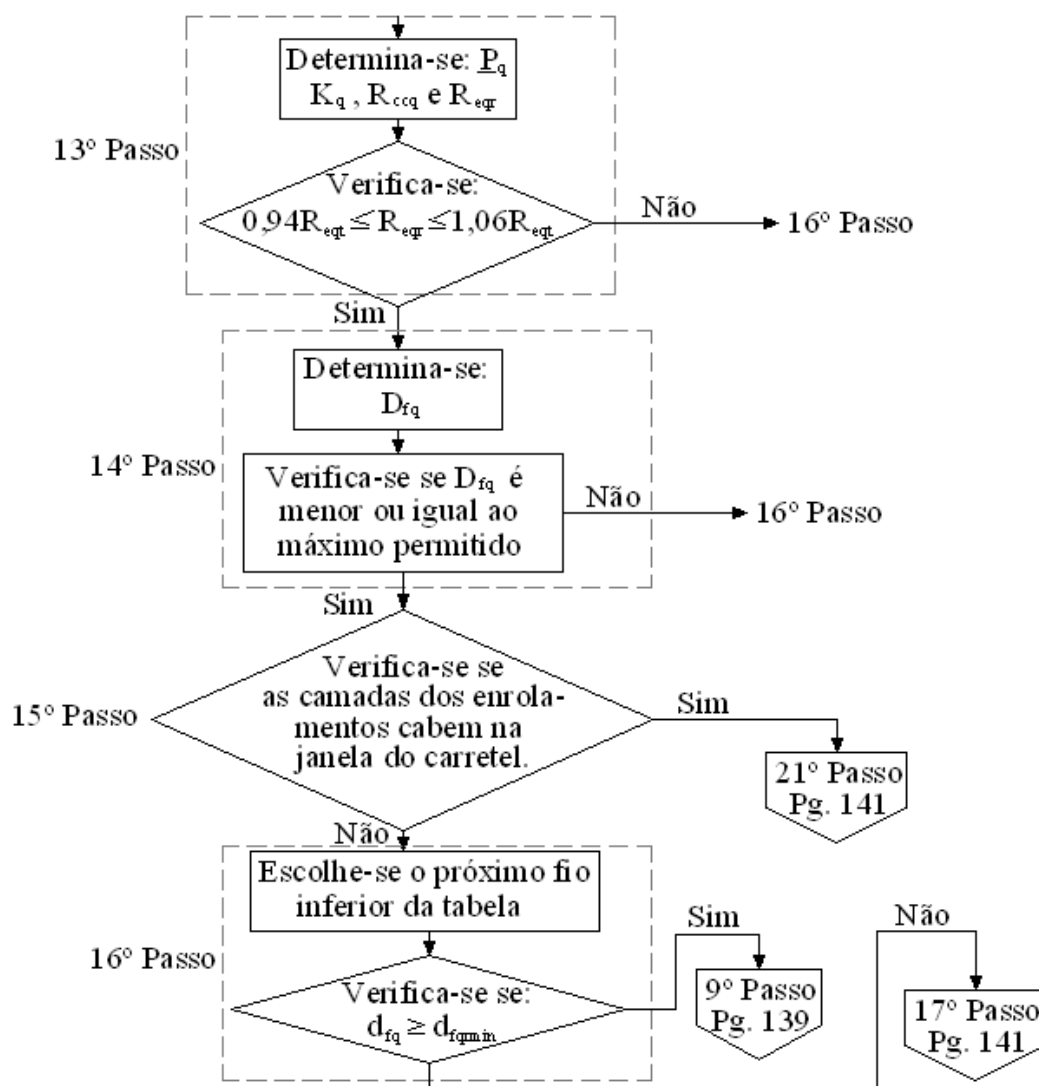 Determina-se: P_q
K_q , R_ccq e R_eqr
13º Passo
Verifica-se:
0,94R_eqt ≤ R_eqr ≤ 1,06R_eqt
Não
16º Passo
Sim
Determina-se:
D_fq
14º Passo
Verifica-se se D_fq é
menor ou igual ao
máximo permitido
Não
16º Passo
Sim
15º Passo
Verifica-se se
as camadas dos enrola-
mentos cabem na
janela do carretel.
Sim
21º Passo
Pg. 141
Não
Escolhe-se o próximo fio
inferior da tabela
16º Passo
Verifica-se se:
d_fq ≥ d_fqmin
Sim
9º Passo
Pg. 139
Não
17º Passo
Pg. 141